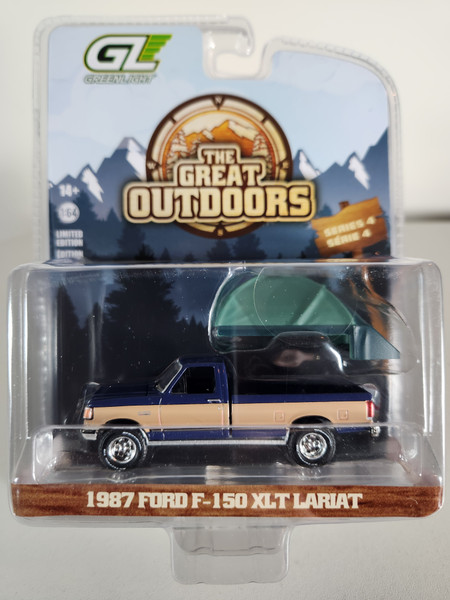 GL
GREENLIGHT
THE
GREAT
OUTDOORS
14+
1:64
LIMITED
EDITION
EDITION
SERIES 4
SÉRIE 4
1987 FORD F-150 XLT LARIAT